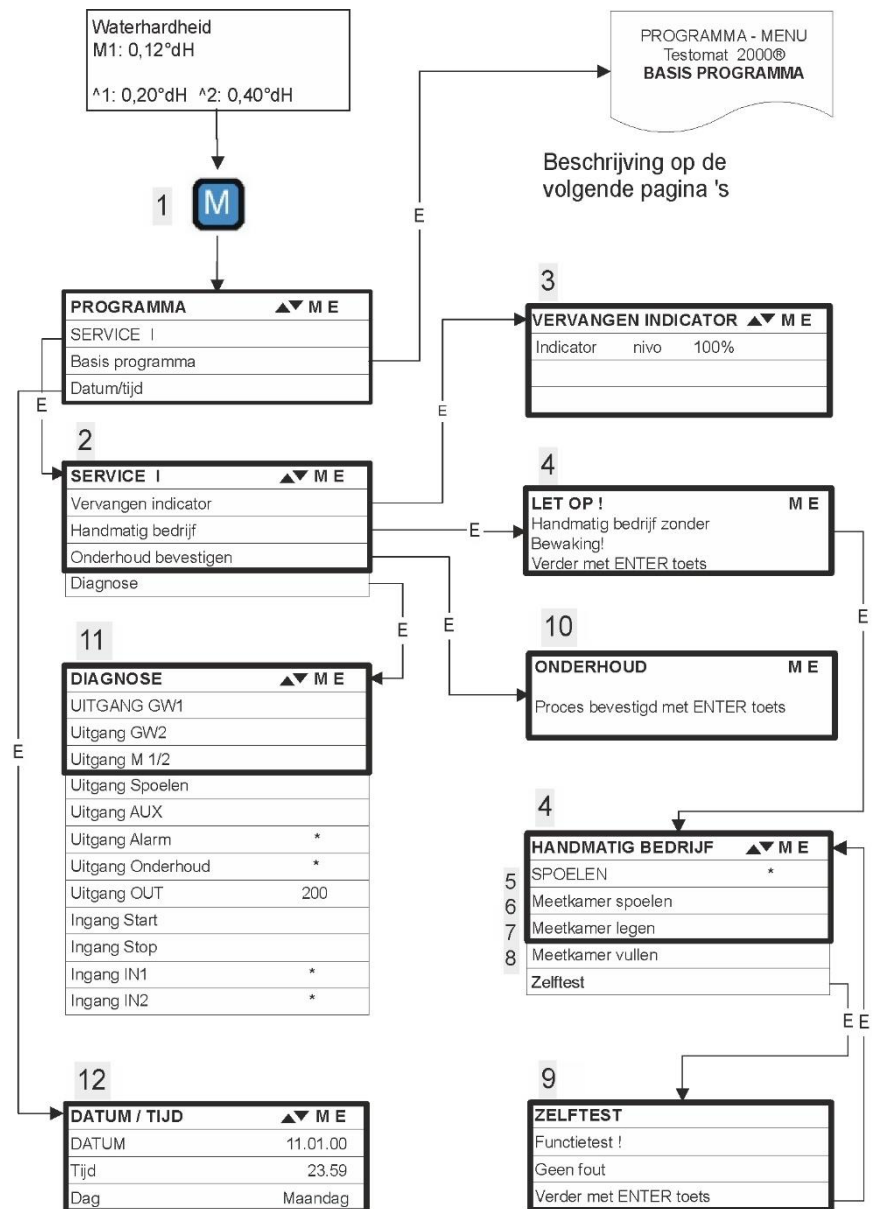 Waterhardheid
M1: 0,12°dH
^1: 0,20°dH ^2: 0,40°dH
PROGRAMMA - MENU
Testomat 2000®
BASIS PROGRAMMA
Beschrijving op de
volgende pagina 's
1
M
E
PROGRAMMA ▲▼ M E
SERVICE I
Basis programma
Datum/tijd
E
E
3
VERVANGEN INDICATOR ▲▼ M E
Indicator nivo 100%
2
SERVICE I ▲▼ M E
Vervangen indicator
Handmatig bedrijf
Onderhoud bevestigen
Diagnose
E
4
LET OP ! M E
Handmatig bedrijf zonder
Bewaking!
Verder met ENTER toets
E
E
E
10
ONDERHOUD M E
Proces bevestigd met ENTER toets
11
DIAGNOSE ▲▼ M E
UITGANG GW1
Uitgang GW2
Uitgang M 1/2
Uitgang Spoelen
Uitgang AUX
Uitgang Alarm *
Uitgang Onderhoud *
Uitgang OUT 200
Ingang Start
Ingang Stop
Ingang IN1 *
Ingang IN2 *
E
4
HANDMATIG BEDRIJF ▲▼ M E
5 SPOELEN *
6 Meetkamer spoelen
7 Meetkamer legen
8 Meetkamer vullen
Zelftest
E E
12
DATUM / TIJD ▲▼ M E
DATUM 11.01.00
Tijd 23.59
Dag Maandag
9
ZELFTEST
Functietest !
Geen fout
Verder met ENTER toets